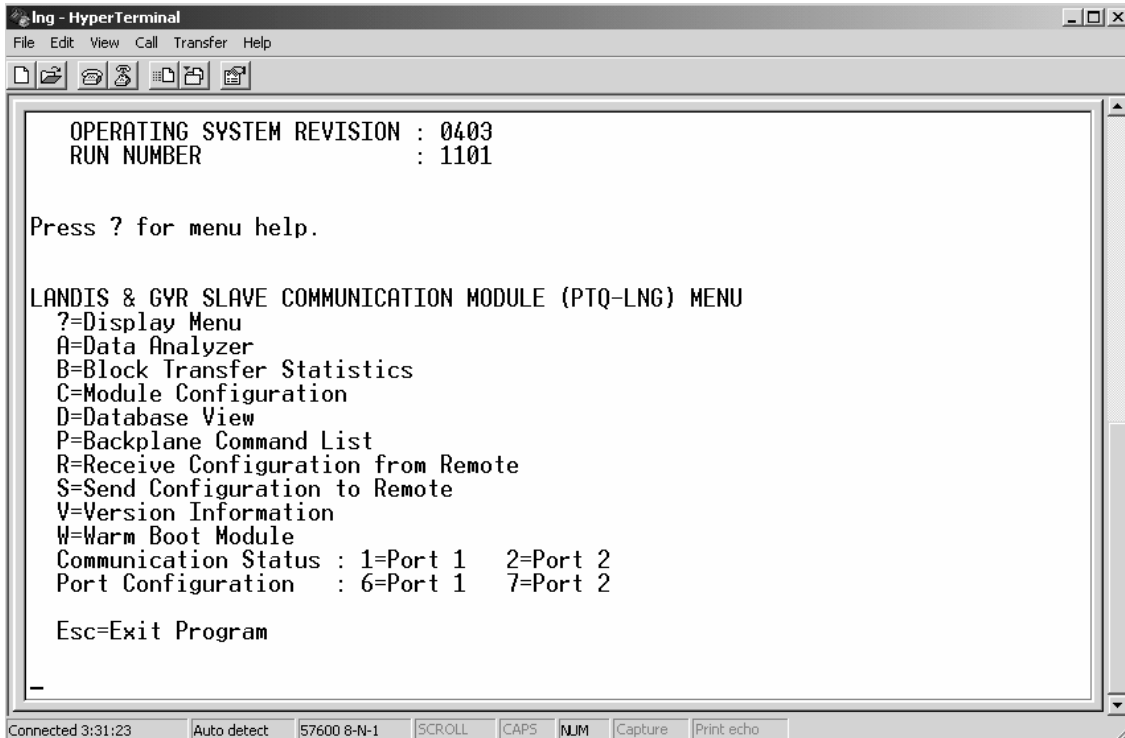 lng - HyperTerminal
File Edit View Call Transfer Help
OPERATING SYSTEM REVISION : 0403
RUN NUMBER : 1101
Press ? for menu help.
LANDIS & GYR SLAVE COMMUNICATION MODULE (PTQ-LNG) MENU
?=Display Menu
A=Data Analyzer
B=Block Transfer Statistics
C=Module Configuration
D=Database View
P=Backplane Command List
R=Receive Configuration from Remote
S=Send Configuration to Remote
V=Version Information
W=Warm Boot Module
Communication Status : 1=Port 1 2=Port 2
Port Configuration : 6=Port 1 7=Port 2
Esc=Exit Program
_
Connected 3:31:23 Auto detect 57600 8-N-1 SCROLL CAPS NUM Capture Print echo